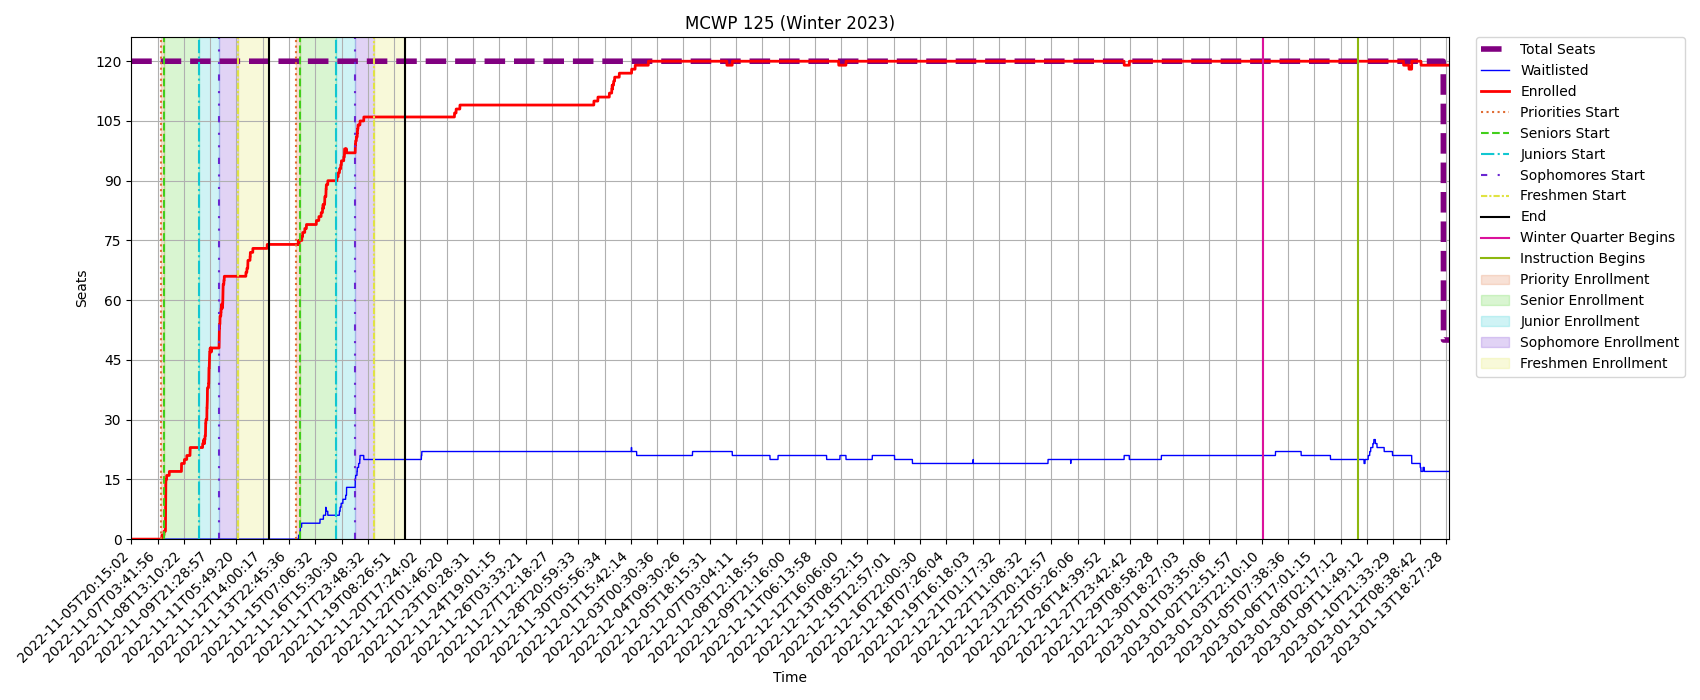 MCWP 125 (Winter 2023)
Seats
120
105
90
75
60
45
30
15
0
2022-11-05T20:15:02
2022-11-07T03:41:56
2022-11-08T13:10:22
2022-11-09T21:28:57
2022-11-11T05:49:20
2022-11-12T14:00:17
2022-11-13T22:45:36
2022-11-15T07:06:32
2022-11-16T15:30:30
2022-11-17T23:48:32
2022-11-19T08:26:51
2022-11-20T17:24:02
2022-11-22T01:46:20
2022-11-23T10:28:31
2022-11-24T19:01:15
2022-11-26T03:33:21
2022-11-27T12:18:27
2022-11-28T20:59:33
2022-11-30T05:56:34
2022-12-01T15:42:14
2022-12-03T00:30:36
2022-12-04T09:30:26
2022-12-05T18:15:31
2022-12-07T03:04:11
2022-12-08T12:18:55
2022-12-09T21:16:00
2022-12-11T06:13:58
2022-12-12T16:06:00
2022-12-13T08:52:15
2022-12-15T12:57:01
2022-12-16T22:00:30
2022-12-18T07:26:04
2022-12-19T16:18:03
2022-12-21T01:17:32
2022-12-22T11:08:32
2022-12-23T20:12:57
2022-12-25T05:26:06
2022-12-26T14:39:52
2022-12-27T23:42:42
2022-12-29T08:58:28
2022-12-30T18:27:03
2023-01-01T03:35:06
2023-01-02T12:51:57
2023-01-03T22:10:10
2023-01-05T07:38:36
2023-01-06T17:01:15
2023-01-08T02:17:12
2023-01-09T11:49:12
2023-01-10T21:33:29
2023-01-12T08:38:42
2023-01-13T18:27:28
Time
Total Seats
Waitlisted
Enrolled
Priorities Start
Seniors Start
Juniors Start
Sophomores Start
Freshmen Start
End
Winter Quarter Begins
Instruction Begins
Priority Enrollment
Senior Enrollment
Junior Enrollment
Sophomore Enrollment
Freshmen Enrollment